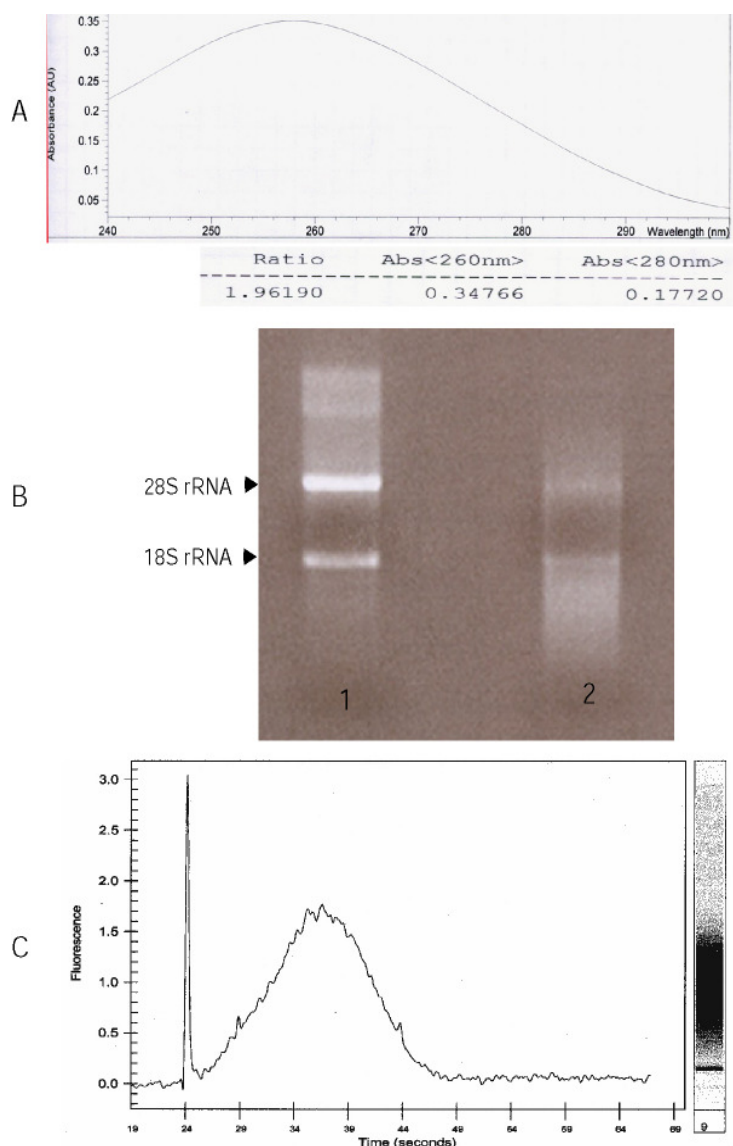 A
Absorbance (AU)
0.35
0.3
0.25
0.2
0.15
0.1
0.05
240 250 260 270 280 290 Wavelength (nm)
Ratio Abs<260nm> Abs<280nm>
1.96190 0.34766 0.17720
B
28S rRNA
18S rRNA
1 2
C
Fluorescence
3.0
2.5
2.0
1.5
1.0
0.5
0.0
19 24 29 34 39 44 49 54 59 64 69
Time (seconds)
9